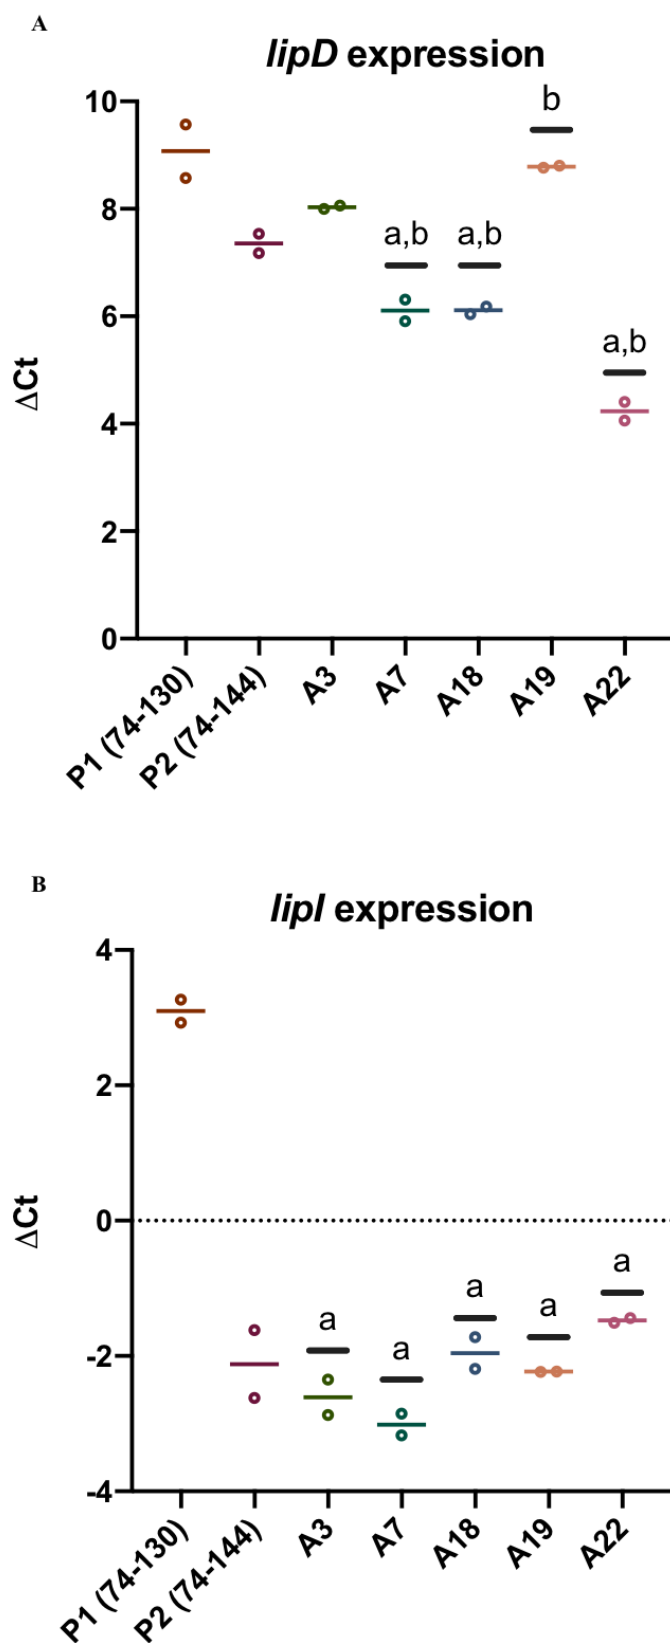 A
lipD expression
10
b
8
a,b
a,b
6
a,b
ΔCt
4
2
0
P1 (74-130)
P2 (74-144)
A3
A7
A18
A19
A22
B
lipI expression
4
2
0
ΔCt
a
a
a
a
a
-2
-4
P1 (74-130)
P2 (74-144)
A3
A7
A18
A19
A22